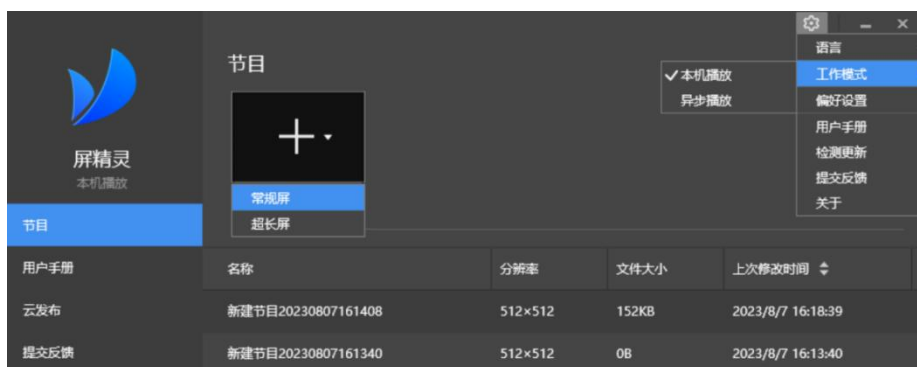 屏精灵
本机播放
节目
用户手册
云发布
提交反馈
节目
常规屏
超长屏
本机播放
异步播放
语言
工作模式
偏好设置
用户手册
检测更新
提交反馈
关于
名称 分辨率 文件大小 上次修改时间
新建节目20230807161408 512×512 152KB 2023/8/7 16:18:39
新建节目20230807161340 512×512 0B 2023/8/7 16:13:40